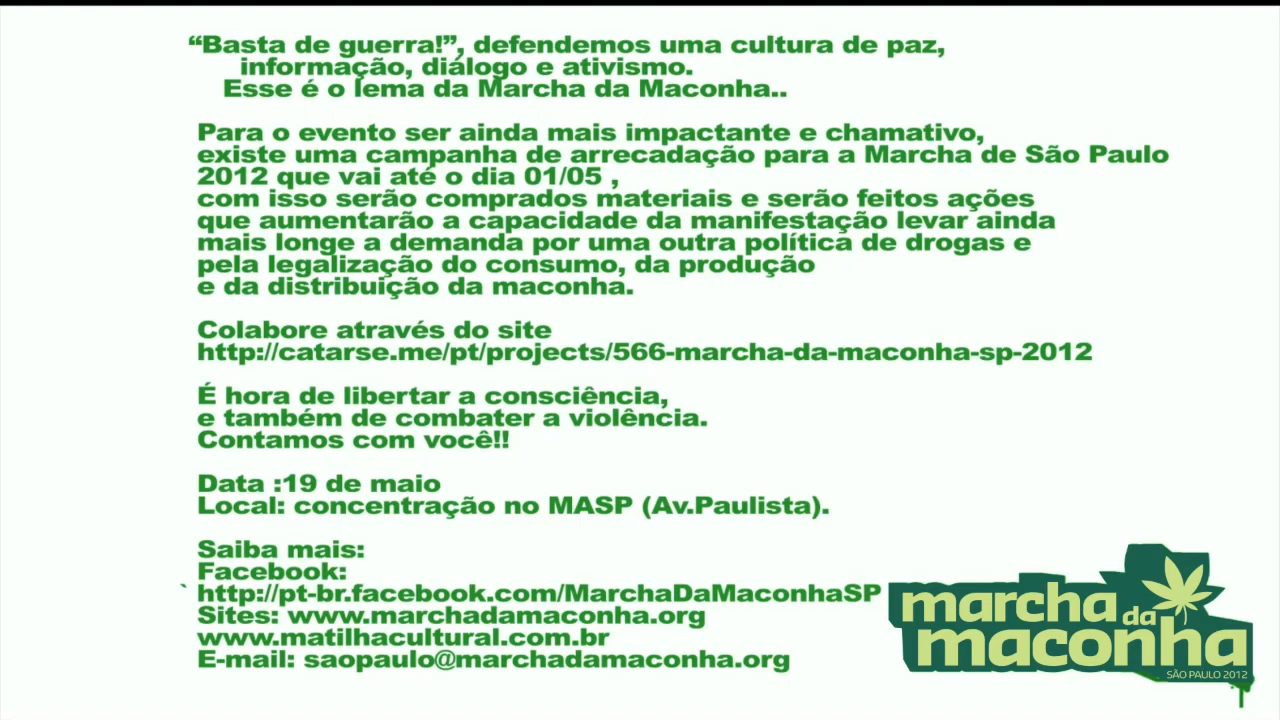 “Basta de guerra!”, defendemos uma cultura de paz,
informação, diálogo e ativismo.
Esse é o lema da Marcha da Maconha..
Para o evento ser ainda mais impactante e chamativo,
existe uma campanha de arrecadação para a Marcha de São Paulo
2012 que vai até o dia 01/05 ,
com isso serão comprados materiais e serão feitos ações
que aumentarão a capacidade da manifestação levar ainda
mais longe a demanda por uma outra política de drogas e
pela legalização do consumo, da produção
e da distribuição da maconha.
Colabore através do site
http://catarse.me/pt/projects/566-marcha-da-maconha-sp-2012
É hora de libertar a consciência,
e também de combater a violência.
Contamos com você!!
Data :19 de maio
Local: concentração no MASP (Av.Paulista).
Saiba mais:
Facebook:
` http://pt-br.facebook.com/MarchaDaMaconhaSP
Sites: www.marchadamaconha.org
www.matilhacultural.com.br
E-mail: saopaulo@marchadamaconha.org
marcha da
maconha
SÃO PAULO 2012